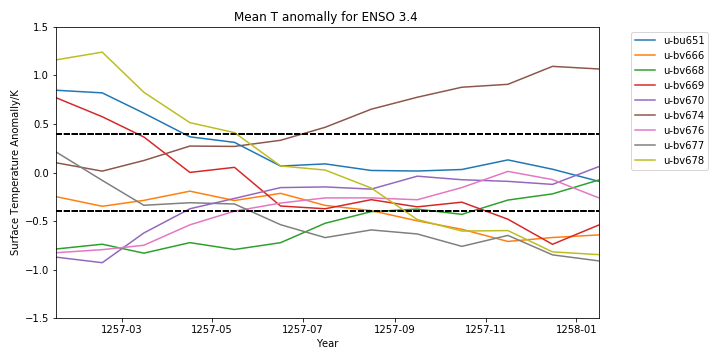 Mean T anomally for ENSO 3.4
Surface Temperature Anomally/K
1.5
1.0
0.5
0.0
−0.5
−1.0
−1.5
1257-03 1257-05 1257-07 1257-09 1257-11 1258-01
Year
u-bu651
u-bv666
u-bv668
u-bv669
u-bv670
u-bv674
u-bv676
u-bv677
u-bv678